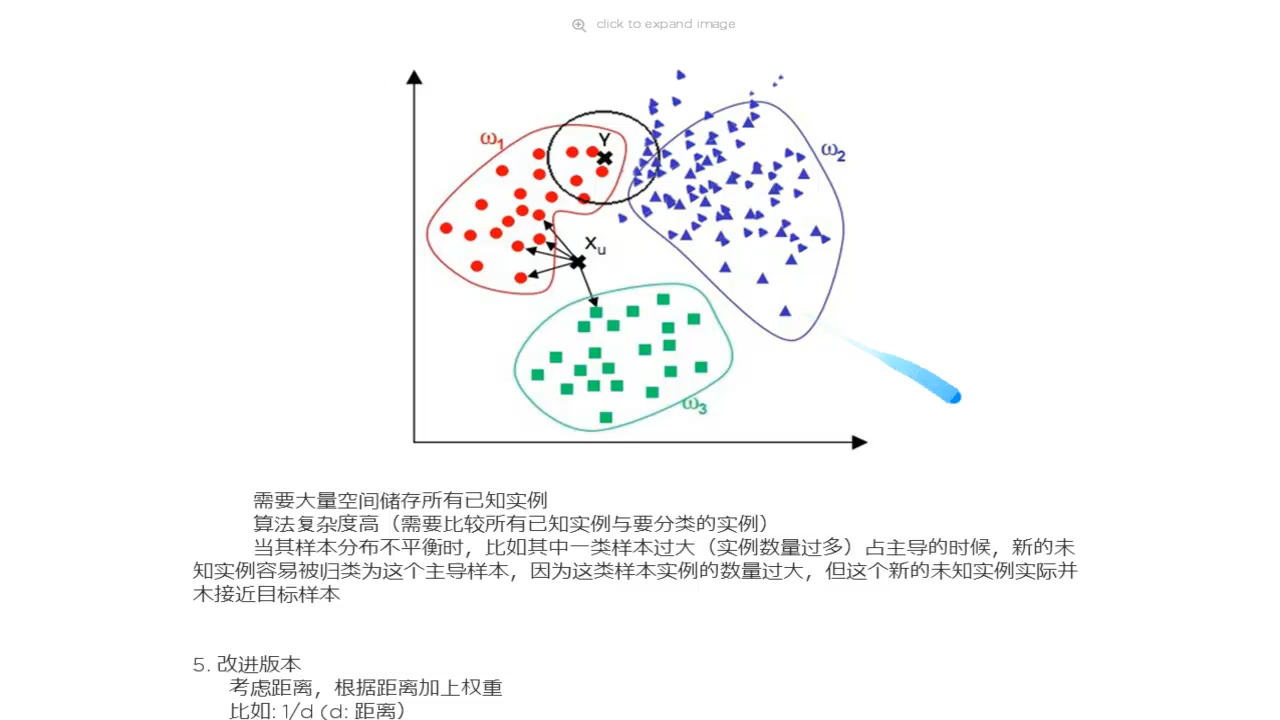 click to expand image
ω1
Y
ω2
Xu
ω3
需要大量空间储存所有已知实例
算法复杂度高（需要比较所有已知实例与要分类的实例）
当其样本分布不平衡时，比如其中一类样本过大（实例数量过多）占主导的时候，新的未
知实例容易被归类为这个主导样本，因为这类样本实例的数量过大，但这个新的未知实例实际并
木接近目标样本
5. 改进版本
考虑距离，根据距离加上权重
比如: 1/d (d: 距离）